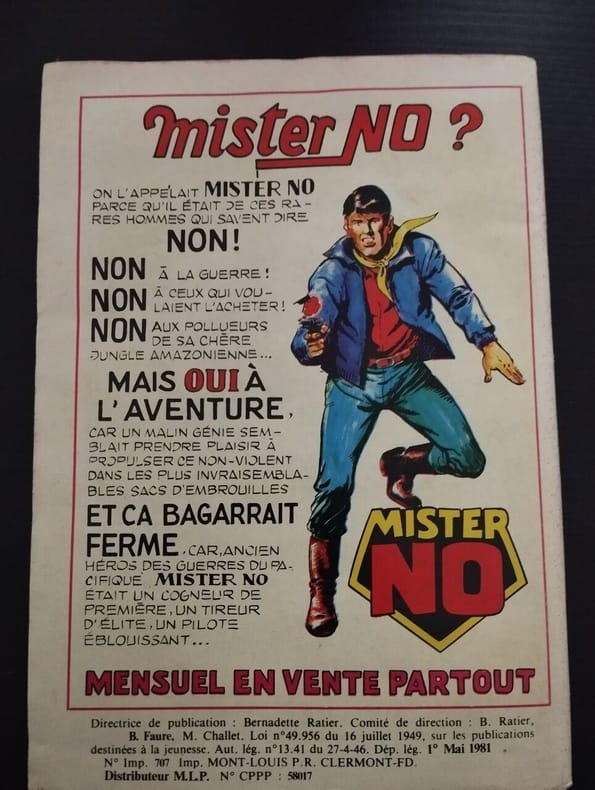 mister NO ?
ON L'APPELAIT MISTER NO
PARCE QU'IL ÉTAIT DE CES RA-
RES HOMMES QUI SAVENT DIRE
NON !
NON À LA GUERRE !
NON À CEUX QUI VOU-
LAIENT L'ACHETER !
NON AUX POLLUEURS
DE SA CHÈRE
JUNGLE AMAZONIENNE...
MAIS OUI À
L'AVENTURE,
CAR UN MALIN GÉNIE SEM-
BLAIT PRENDRE PLAISIR À
PROPULSER CE NON-VIOLENT
DANS LES PLUS INVRAISEMBLA-
BLES SACS D'EMBROUILLES
ET CA BAGARRAIT
FERME, CAR, ANCIEN
HÉROS DES GUERRES DU PA-
CIFIQUE MISTER NO
ÉTAIT UN COGNEUR DE
PREMIÈRE, UN TIREUR
D'ÉLITE, UN PILOTE
ÉBLOUISSANT...
MISTER
NO
MENSUEL EN VENTE PARTOUT
Directrice de publication : Bernadette Ratier. Comité de direction : B. Ratier,
B. Faure, M. Challet. Loi n°49.956 du 16 juillet 1949, sur les publications
destinées à la jeunesse. Aut. lég. n°13.41 du 27-4-46. Dép. lég. 1° Mai 1981
N° Imp. 707 Imp. MONT-LOUIS P.R. CLERMONT-FD.
Distributeur M.L.P. N° CPPP : 58017